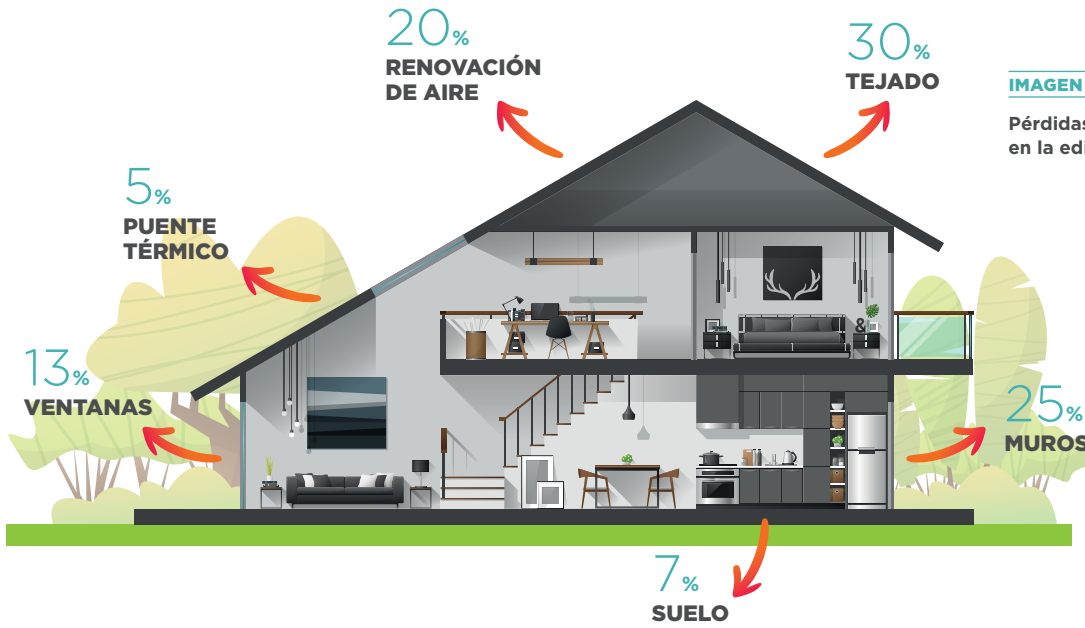 20%
RENOVACIÓN
DE AIRE
30%
TEJADO
IMAGEN
Pérdidas
en la edi
5%
PUENTE
TÉRMICO
13%
VENTANAS
25%
MUROS
7%
SUELO
&